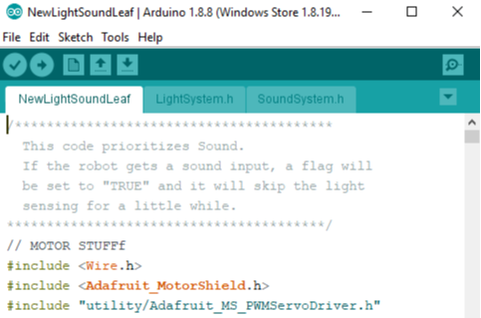 NewLightSoundLeaf | Arduino 1.8.8 (Windows Store 1.8.19...
File Edit Sketch Tools Help
NewLightSoundLeaf LightSystem.h SoundSystem.h
/****************************************
This code prioritizes Sound.
If the robot gets a sound input, a flag will
be set to "TRUE" and it will skip the light
sensing for a little while.
****************************************/
// MOTOR STUFFf
#include <Wire.h>
#include <Adafruit_MotorShield.h>
#include "utility/Adafruit_MS_PWMServoDriver.h"